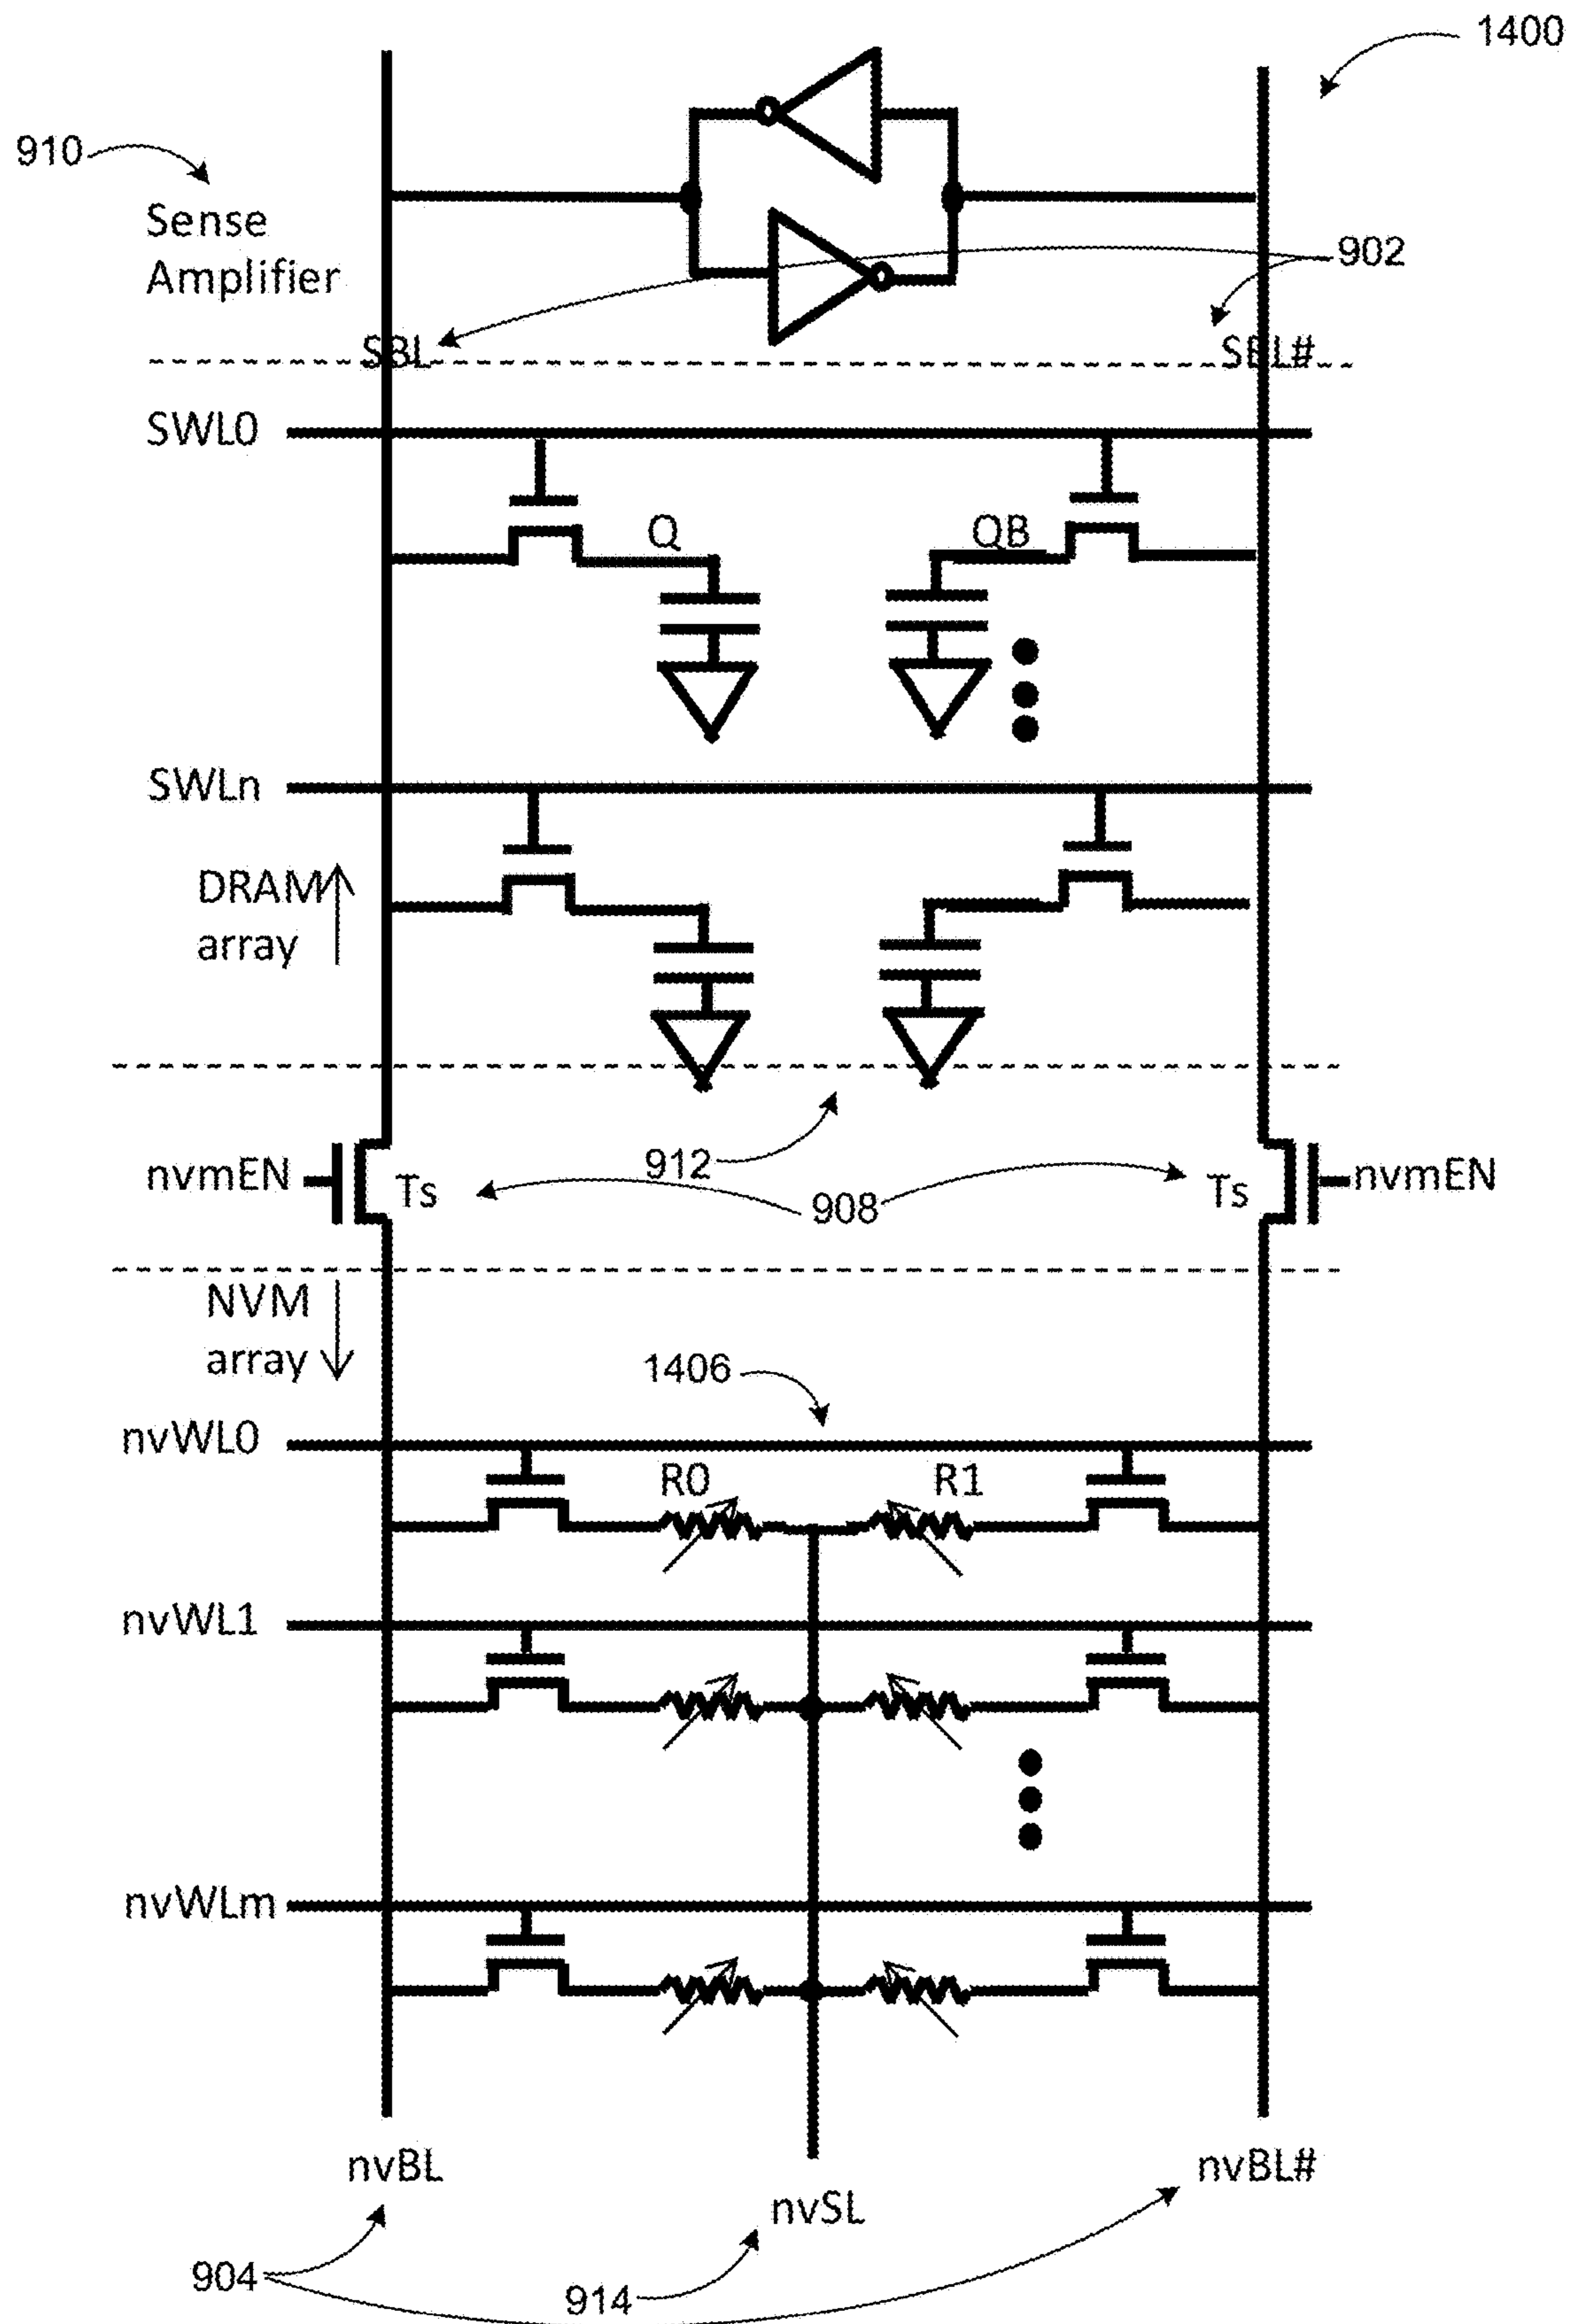 1400
910
Sense
Amplifier
902
SBL
SBL#
SWL0
Q
QB
SWLn
DRAM
array
912
nvmEN
Ts
908
Ts
nvmEN
NVM
array
1406
nvWL0
R0
R1
nvWL1
nvWLm
nvBL
nvBL#
nvSL
904
914